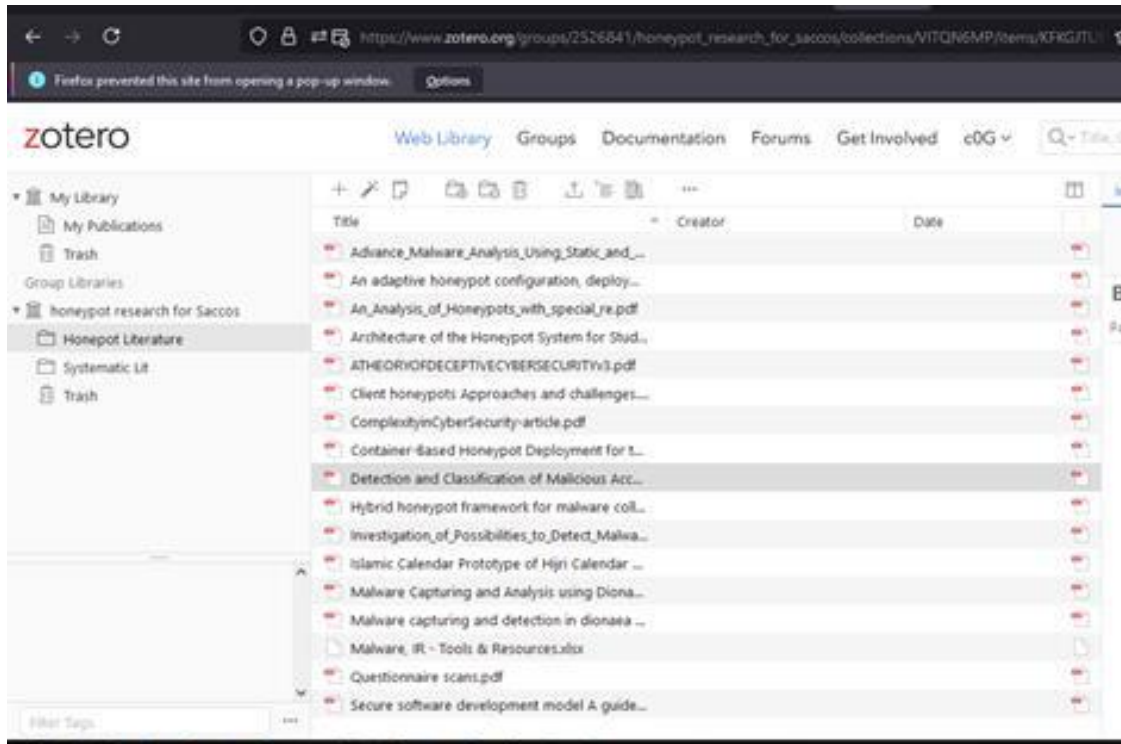 https://www.zotero.org/groups/2526841/honeypot_research_for_saccos/collections/VITQN6MP/items/
Firefox prevented this site from opening a pop-up window. Options
zotero
Web Library Groups Documentation Forums Get Involved c0G
My Library
My Publications
Trash
Group Libraries
honeypot research for Saccos
Honepot Literature
Systematic Lit
Trash
Filter Tags
Title Creator Date
Advance_Malware_Analysis_Using_Static_and_...
An adaptive honeypot configuration, deploy...
An_Analysis_of_Honeypots_with_special_re.pdf
Architecture of the Honeypot System for Stud...
ATHEORYOFDECEPTIVECYBERSECURITYv3.pdf
Client honeypots Approaches and challenges....
ComplexityinCyberSecurity-article.pdf
Container-Based Honeypot Deployment for t...
Detection and Classification of Malicious Acc...
Hybrid honeypot framework for malware coll...
Investigation_of_Possibilities_to_Detect_Malwa...
Islamic Calendar Prototype of Hijri Calendar ...
Malware Capturing and Analysis using Diona...
Malware capturing and detection in dionaea ...
Malware, IR - Tools & Resources.xlsx
Questionnaire scans.pdf
Secure software development model A guide...